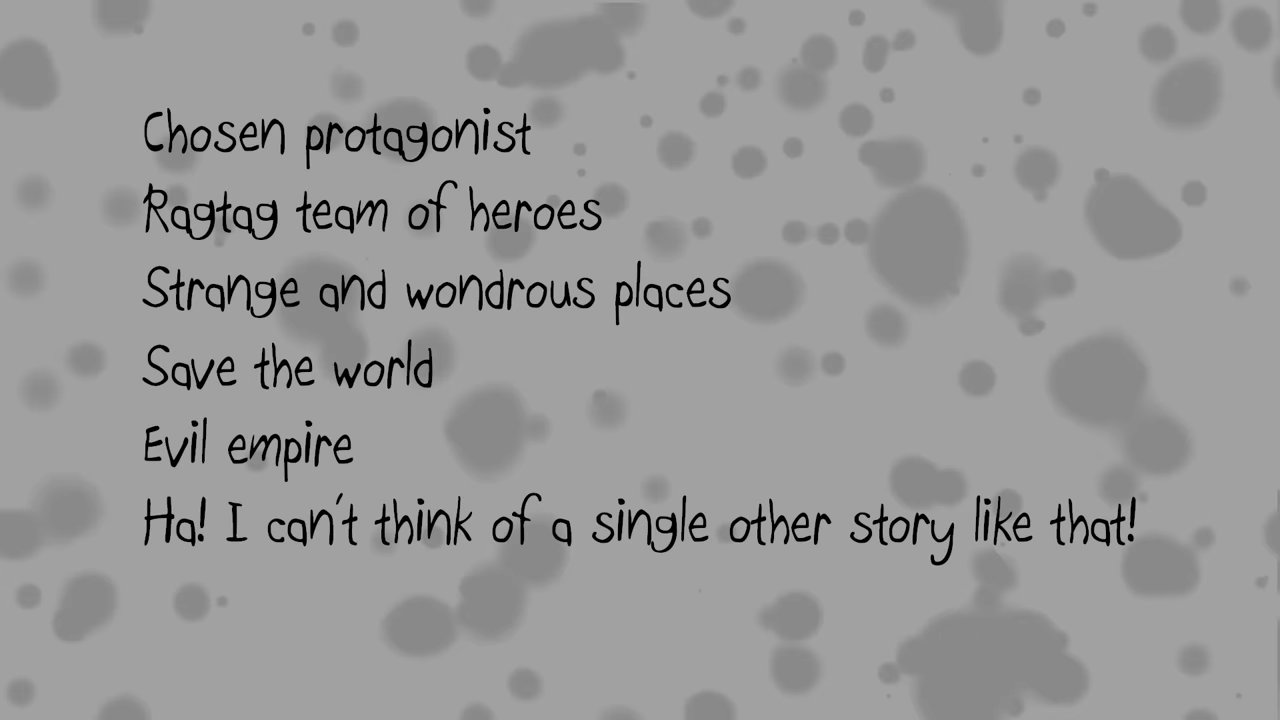 Chosen protagonist
Ragtag team of heroes
Strange and wondrous places
Save the world
Evil empire
Ha! I can't think of a single other story like that!